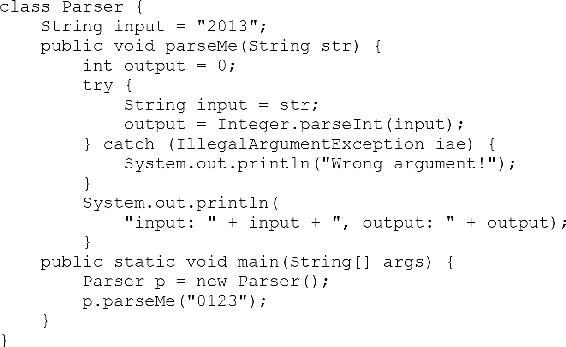 class Parser {
    String input = "2013";
    public void parseMe(String str) {
        int output = 0;
        try {
            String input = str;
            output = Integer.parseInt(input);
        } catch (IllegalArgumentException iae) {
            System.out.println("Wrong argument!");
        }
        System.out.println(
            "input: " + input + ", output: " + output);
        }
    public static void main(String[] args) {
        Parser p = new Parser();
        p.parseMe("0123");
    }
}